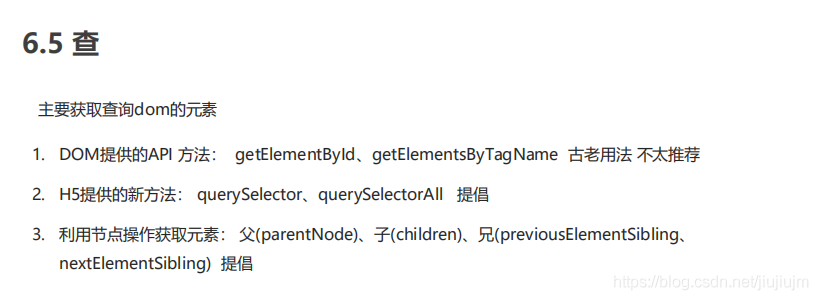 6.5 查
主要获取查询dom的元素
1. DOM提供的API 方法： getElementById、getElementsByTagName 古老用法 不太推荐
2. H5提供的新方法： querySelector、querySelectorAll 提倡
3. 利用节点操作获取元素： 父(parentNode)、子(children)、兄(previousElementSibling、
nextElementSibling) 提倡
https://blog.csdn.net/jiujiujm